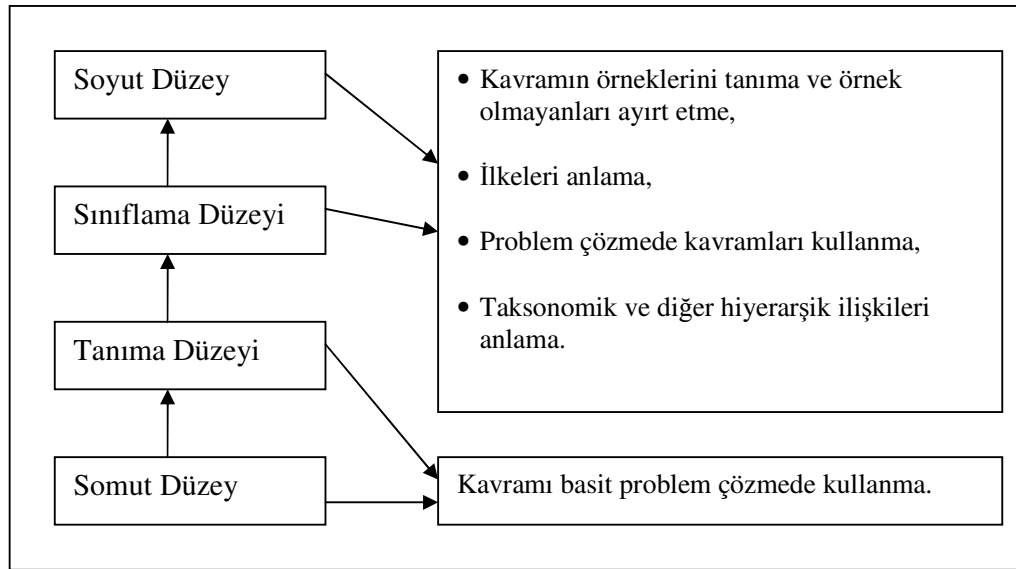 Soyut Düzey
Sınıflama Düzeyi
Tanıma Düzeyi
Somut Düzey
• Kavramın örneklerini tanıma ve örnek
olmayanları ayırt etme,
• İlkeleri anlama,
• Problem çözmede kavramları kullanma,
• Taksonomik ve diğer hiyerarşik ilişkileri
anlama.
Kavramı basit problem çözmede kullanma.